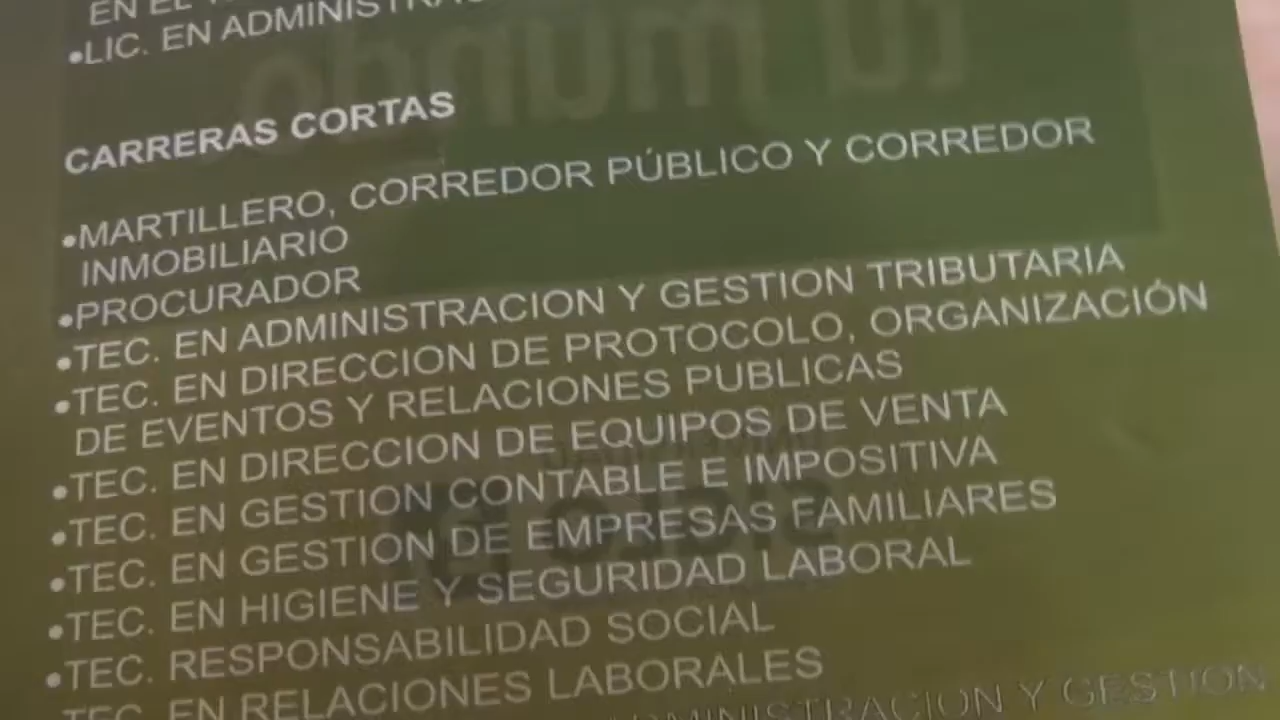 EN EL
•LIC. EN
CARRERAS CORTAS
•MARTILLERO, CORREDOR PÚBLICO Y CORREDOR
INMOBILIARIO
•PROCURADOR
•TEC. EN ADMINISTRACION Y GESTION TRIBUTARIA
•TEC. EN DIRECCION DE PROTOCOLO, ORGANIZACIÓN
DE EVENTOS Y RELACIONES PUBLICAS
•TEC. EN DIRECCION DE EQUIPOS DE VENTA
•TEC. EN GESTION CONTABLE E IMPOSITIVA
•TEC. EN GESTION DE EMPRESAS FAMILIARES
•TEC. EN HIGIENE Y SEGURIDAD LABORAL
•TEC. RESPONSABILIDAD SOCIAL
TEC. EN RELACIONES LABORALES
Y GESTION